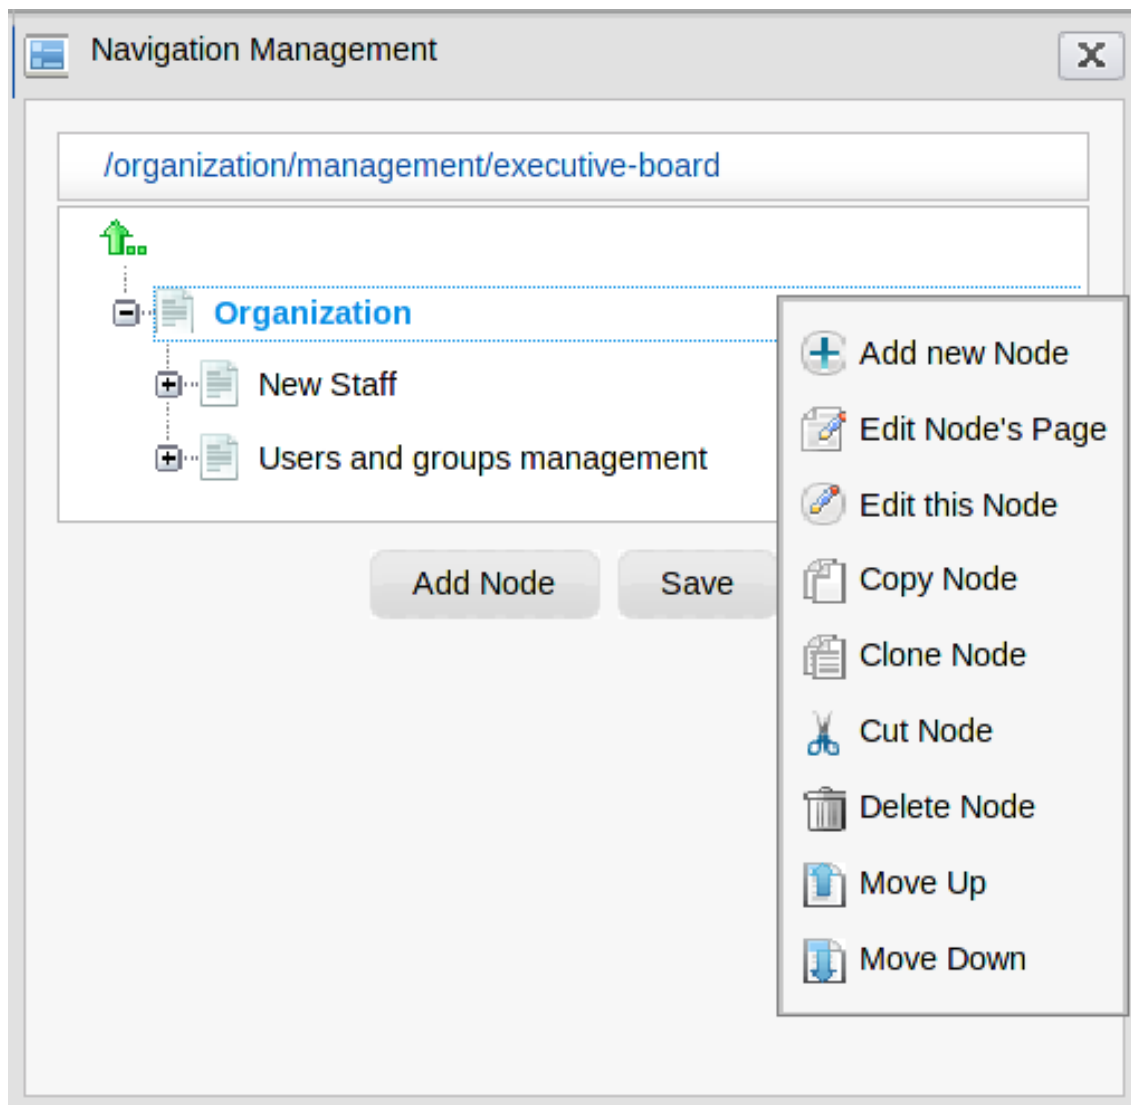 Navigation Management
/organization/management/executive-board
Organization
New Staff
Users and groups management
Add Node
Save
Add new Node
Edit Node's Page
Edit this Node
Copy Node
Clone Node
Cut Node
Delete Node
Move Up
Move Down